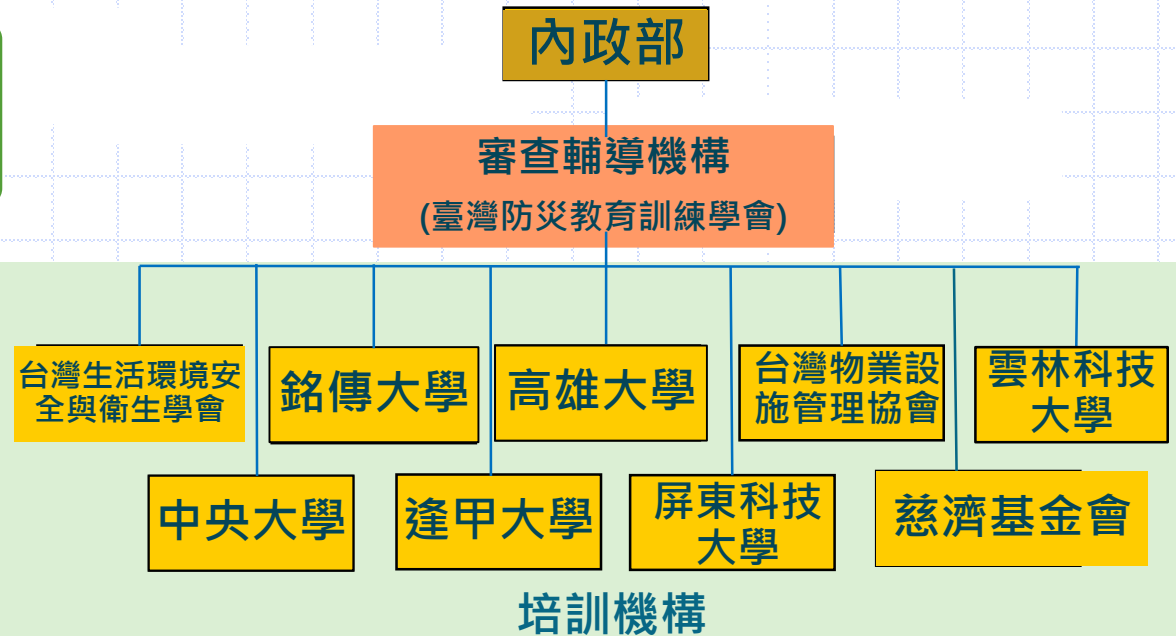 內政部
審查輔導機構
(臺灣防災教育訓練學會)
台灣生活環境安
全與衛生學會
銘傳大學
高雄大學
台灣物業設
施管理協會
雲林科技
大學
中央大學
逢甲大學
屏東科技
大學
慈濟基金會
培訓機構